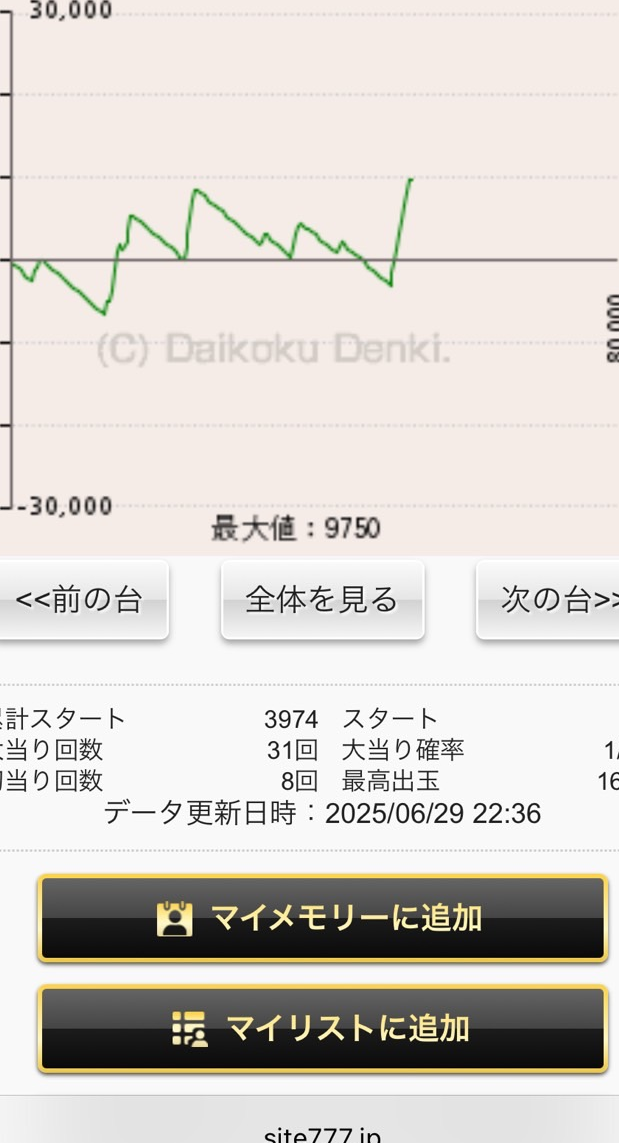 30,000
(C) Daikoku Denki.
80,000
-30,000
最大値：9750
<<前の台 全体を見る 次の台>>
計スタート 3974 スタート
当り回数 31回 大当り確率 1/
当り回数 8回 最高出玉 16
データ更新日時：2025/06/29 22:36
マイメモリーに追加
マイリストに追加
site777.jp